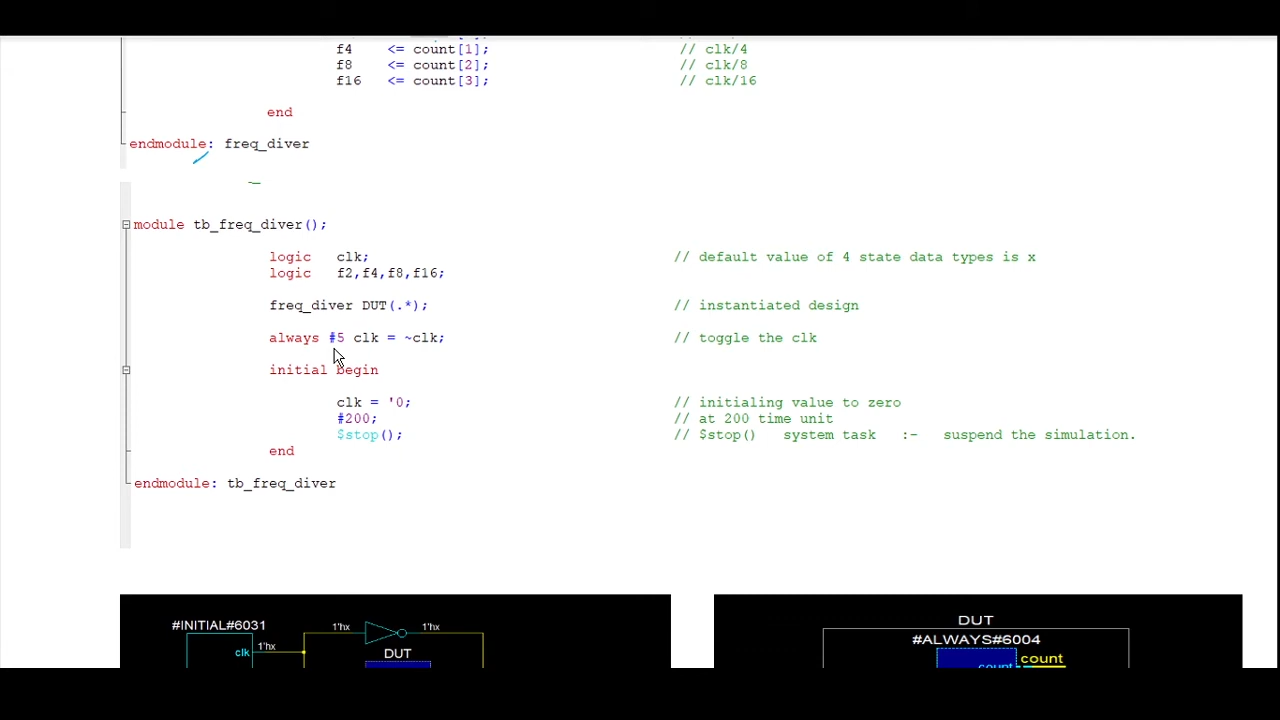 f4 <= count[1]; // clk/4
f8 <= count[2]; // clk/8
f16 <= count[3]; // clk/16
end
endmodule: freq_diver
module tb_freq_diver();
logic clk; // default value of 4 state data types is x
logic f2,f4,f8,f16;
freq_diver DUT(.*); // instantiated design
always #5 clk = ~clk; // toggle the clk
initial begin
clk = '0; // initialing value to zero
#200; // at 200 time unit
$stop(); // $stop() system task :- suspend the simulation.
end
endmodule: tb_freq_diver
#INITIAL#6031
clk
1'hx
1'hx
1'hx
DUT
DUT
#ALWAYS#6004
count
count